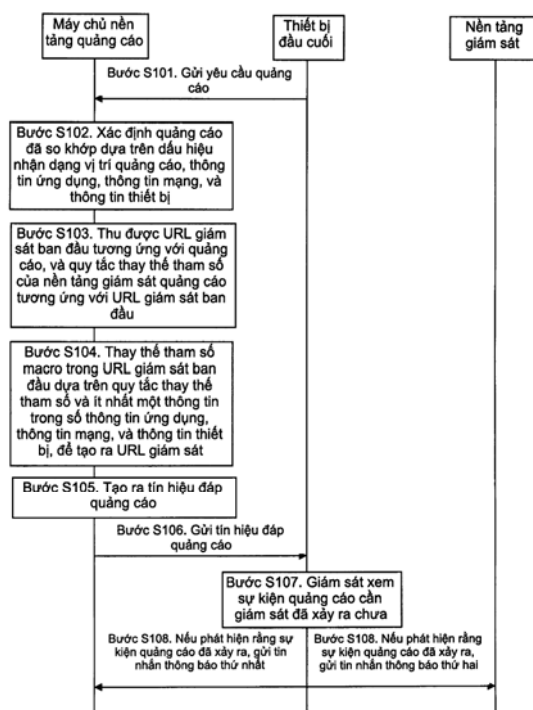 Máy chủ nền
tảng quảng cáo
Thiết bị
đầu cuối
Nền tảng
giám sát
Bước S101. Gửi yêu cầu quảng
cáo
Bước S102. Xác định quảng cáo
đã so khớp dựa trên dấu hiệu
nhận dạng vị trí quảng cáo, thông
tin ứng dụng, thông tin mạng, và
thông tin thiết bị
Bước S103. Thu được URL giám
sát ban đầu tương ứng với quảng
cáo, và quy tắc thay thế tham số
của nền tảng giám sát quảng cáo
tương ứng với URL giám sát ban
đầu
Bước S104. Thay thế tham số
macro trong URL giám sát ban
đầu dựa trên quy tắc thay thế
tham số và ít nhất một thông tin
trong số thông tin ứng dụng,
thông tin mạng, và thông tin thiết
bị, để tạo ra URL giám sát
Bước S105. Tạo ra tín hiệu đáp
quảng cáo
Bước S106. Gửi tín hiệu đáp
quảng cáo
Bước S107. Giám sát xem
sự kiện quảng cáo cần
giám sát đã xảy ra chưa
Bước S108. Nếu phát hiện rằng sự
kiện quảng cáo đã xảy ra, gửi tin
nhắn thông báo thứ nhất
Bước S108. Nếu phát hiện rằng
sự kiện quảng cáo đã xảy ra,
gửi tin nhắn thông báo thứ hai